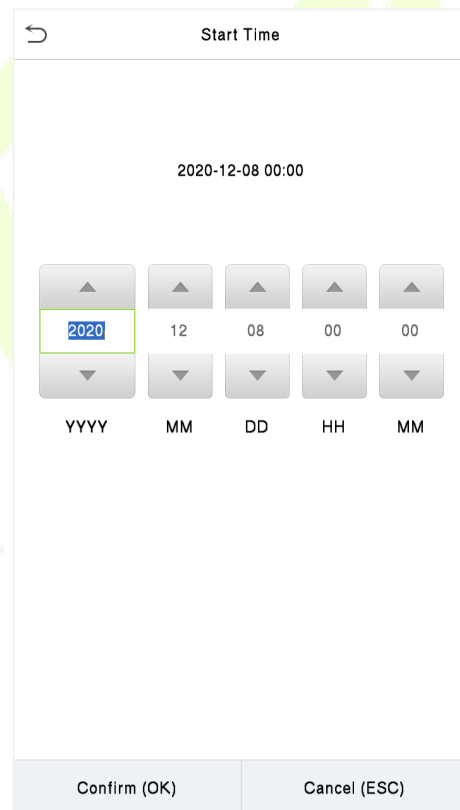 Start Time
2020-12-08 00:00
2020 12 08 00 00
YYYY MM DD HH MM
Confirm (OK) Cancel (ESC)